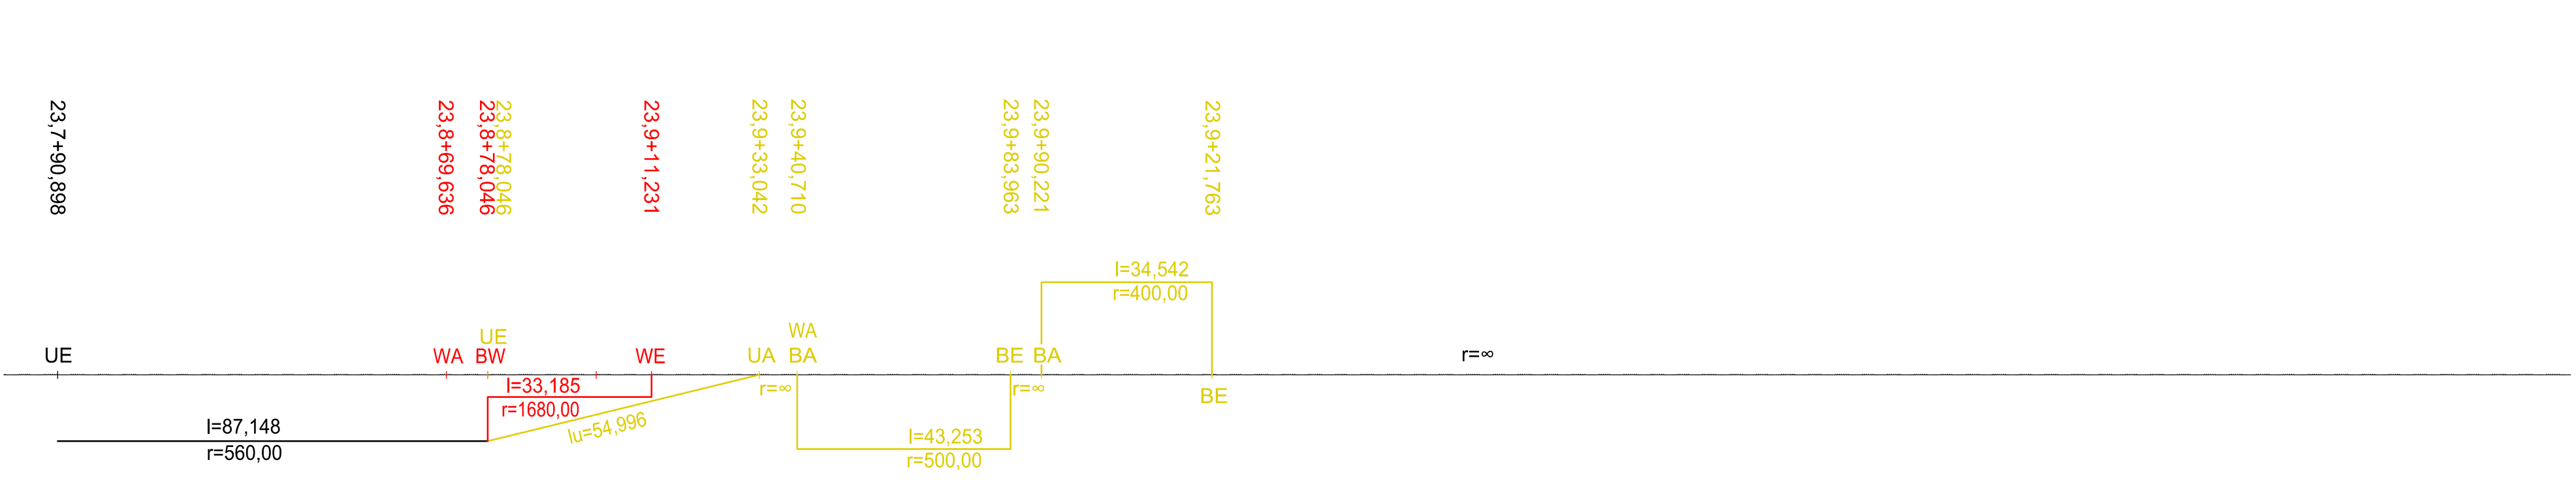 23,7+90,898
23,8+69,636
23,8+78,046
23,8+78,046
23,9+11,231
23,9+33,042
23,9+40,710
23,9+83,963
23,9+90,221
23,9+21,763
l=34,542
r=400,00
UE
WA
UE
WA BW WE UA BA BE BA
r=∞
l=33,185
r=1680,00
r=∞
r=∞
BE
l=87,148
r=560,00
lu=54,996
l=43,253
r=500,00